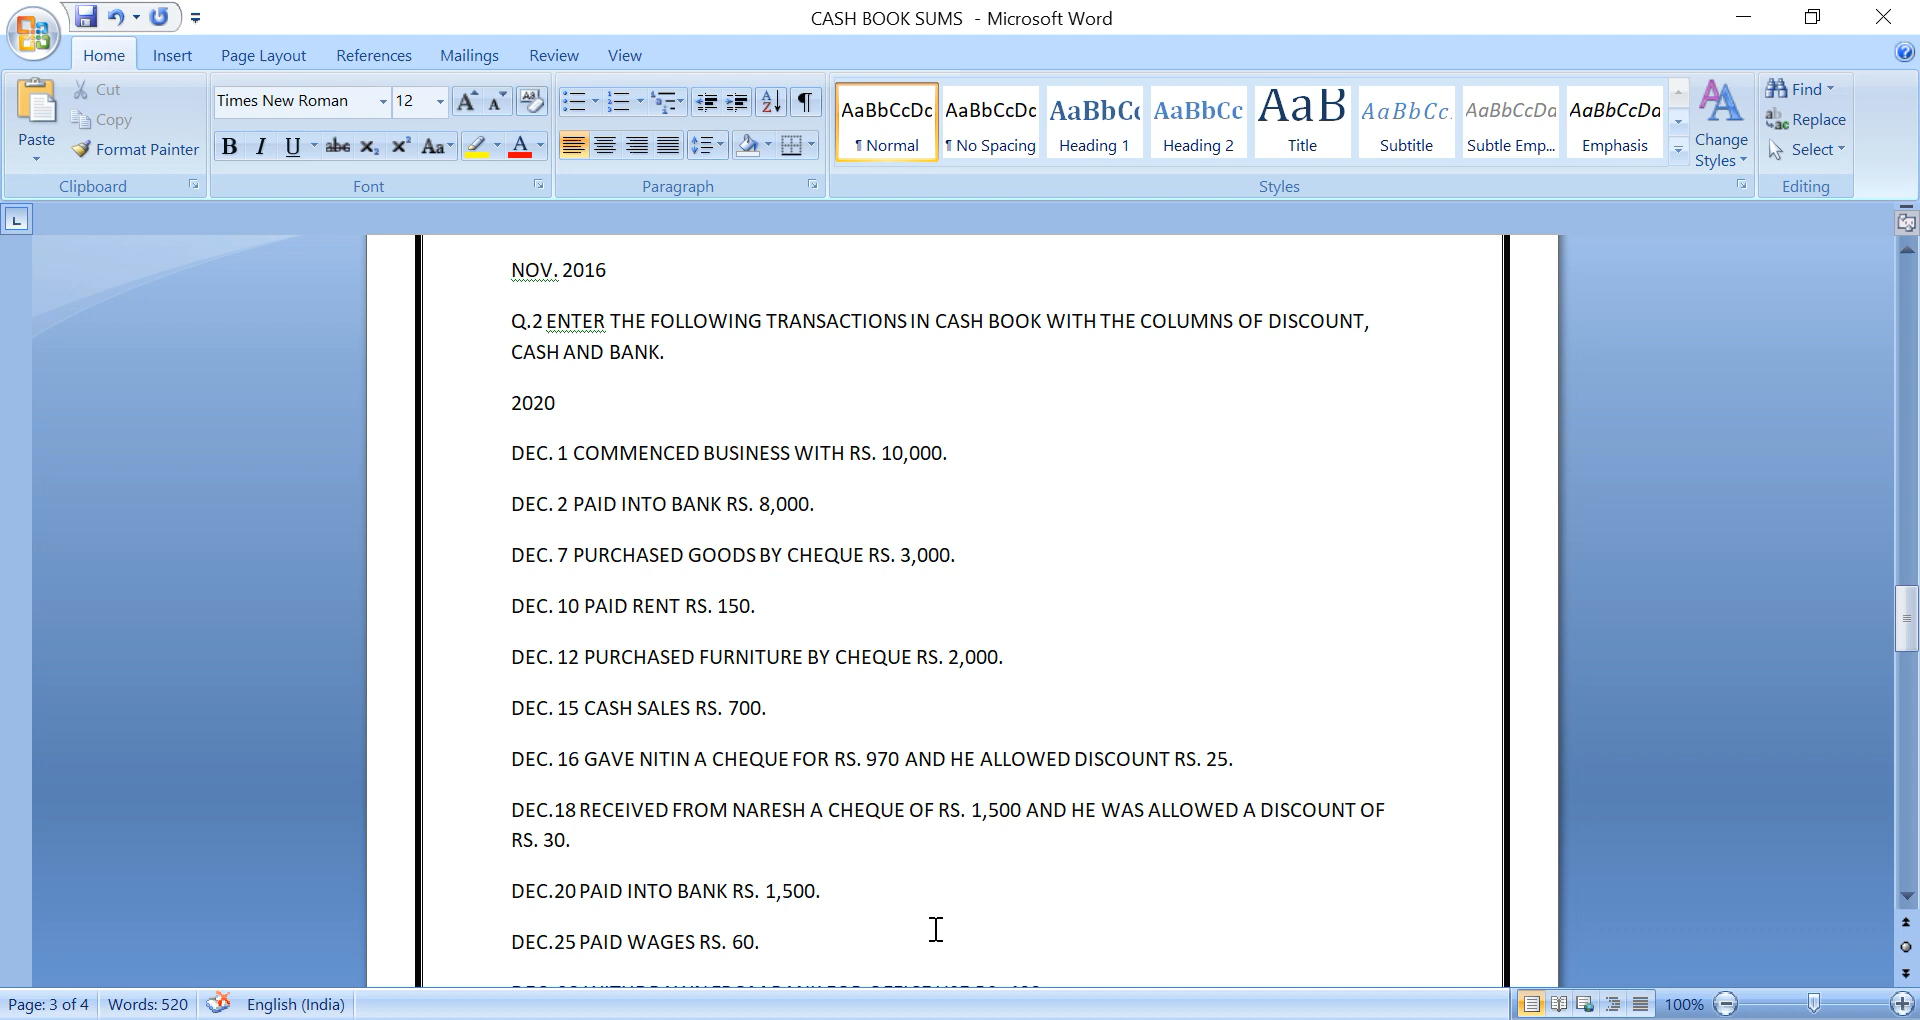 CASH BOOK SUMS - Microsoft Word
Home Insert Page Layout References Mailings Review View
Paste
Cut
Copy
Format Painter
Clipboard
Times New Roman 12
Font
Paragraph
AaBbCcDc AaBbCcDc AaBbCc AaBbCc AaB AaBbCc. AaBbCcDd AaBbCcDd
¶ Normal ¶ No Spacing Heading 1 Heading 2 Title Subtitle Subtle Emp... Emphasis
Change
Styles
Styles
Find
Replace
Select
Editing
NOV. 2016
Q.2 ENTER THE FOLLOWING TRANSACTIONS IN CASH BOOK WITH THE COLUMNS OF DISCOUNT,
CASH AND BANK.
2020
DEC. 1 COMMENCED BUSINESS WITH RS. 10,000.
DEC. 2 PAID INTO BANK RS. 8,000.
DEC. 7 PURCHASED GOODS BY CHEQUE RS. 3,000.
DEC. 10 PAID RENT RS. 150.
DEC. 12 PURCHASED FURNITURE BY CHEQUE RS. 2,000.
DEC. 15 CASH SALES RS. 700.
DEC. 16 GAVE NITIN A CHEQUE FOR RS. 970 AND HE ALLOWED DISCOUNT RS. 25.
DEC.18 RECEIVED FROM NARESH A CHEQUE OF RS. 1,500 AND HE WAS ALLOWED A DISCOUNT OF
RS. 30.
DEC.20 PAID INTO BANK RS. 1,500.
DEC.25 PAID WAGES RS. 60.
Page: 3 of 4 Words: 520 English (India) 100%